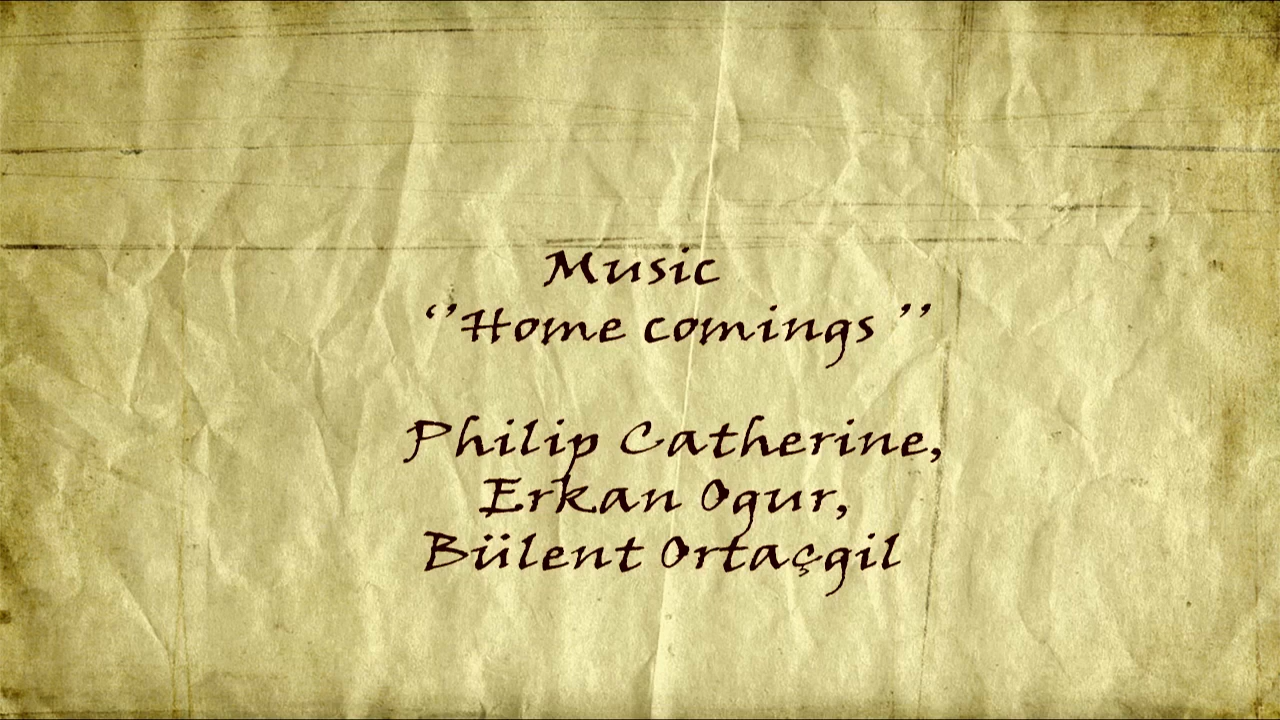 Music
‘’Home comings ’’
Philip Catherine,
Erkan Ogur,
Bülent Ortaçgil